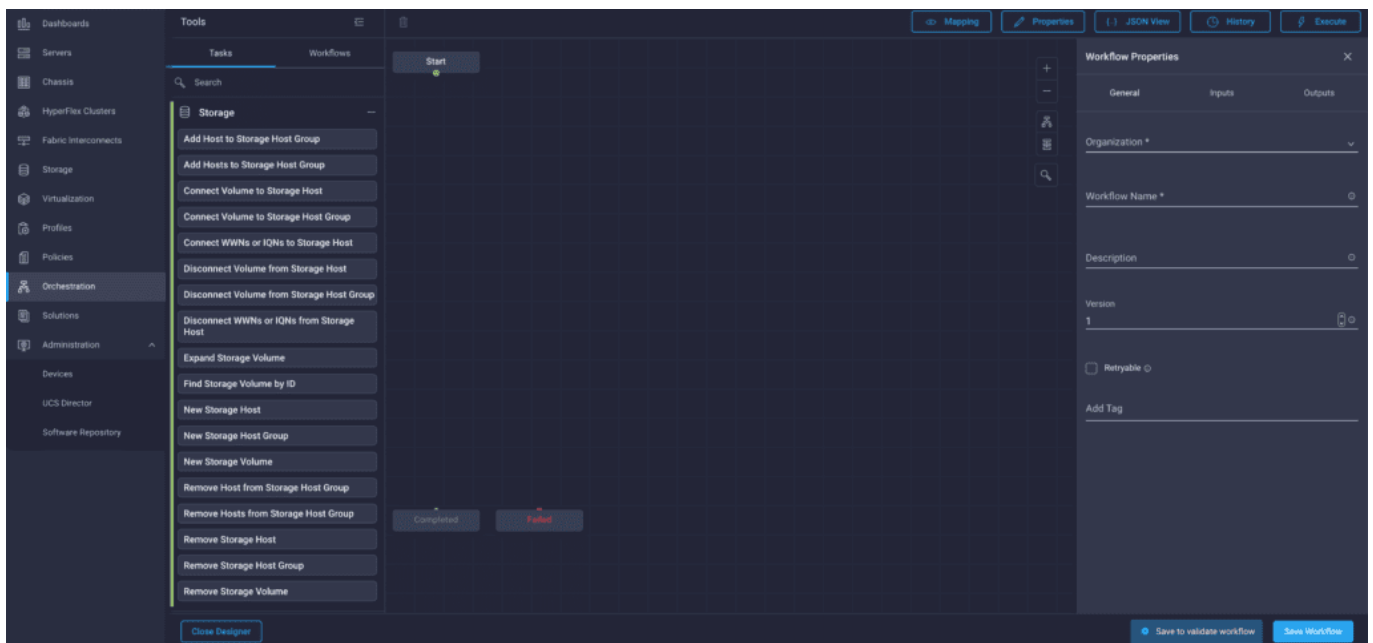 Dashboards
Servers
Chassis
HyperFlex Clusters
Fabric Interconnects
Storage
Virtualization
Profiles
Policies
Orchestration
Solutions
Administration
Devices
UCS Director
Software Repository
Tools
Tasks Workflows
Search
Storage
Add Host to Storage Host Group
Add Hosts to Storage Host Group
Connect Volume to Storage Host
Connect Volume to Storage Host Group
Connect WWNs or IQNs to Storage Host
Disconnect Volume from Storage Host
Disconnect Volume from Storage Host Group
Disconnect WWNs or IQNs from Storage
Host
Expand Storage Volume
Find Storage Volume by ID
New Storage Host
New Storage Host Group
New Storage Volume
Remove Host from Storage Host Group
Remove Hosts from Storage Host Group
Remove Storage Host
Remove Storage Host Group
Remove Storage Volume
Close Designer
Mapping Properties {..} JSON View History Execute
Start
Completed Failed
Workflow Properties
General Inputs Outputs
Organization *
Workflow Name *
Description
Version
1
Retryable
Add Tag
Save to validate workflow Save Workflow